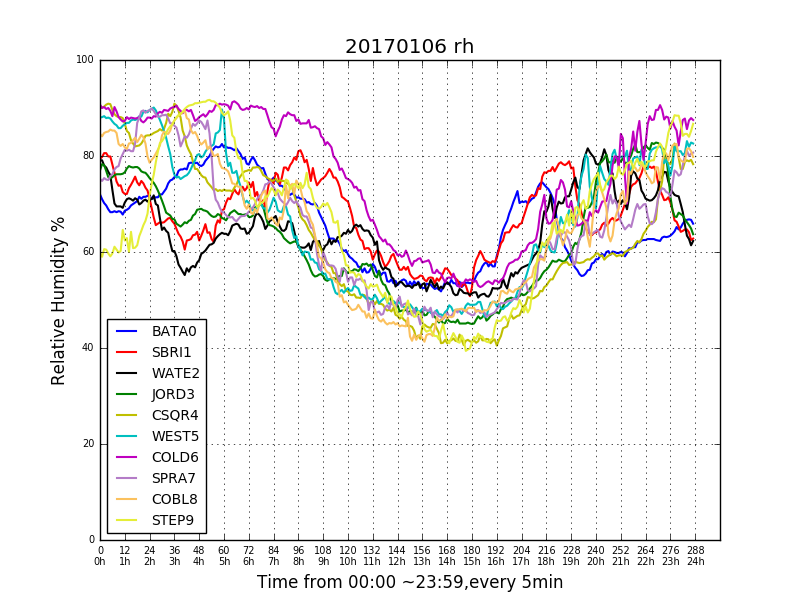 20170106 rh
100
80
60
40
20
0
Relative Humidity %
BATA0
SBRI1
WATE2
JORD3
CSQR4
WEST5
COLD6
SPRA7
COBL8
STEP9
0 12 24 36 48 60 72 84 96 108 120 132 144 156 168 180 192 204 216 228 240 252 264 276 288
0h 1h 2h 3h 4h 5h 6h 7h 8h 9h 10h 11h 12h 13h 14h 15h 16h 17h 18h 19h 20h 21h 22h 23h 24h
Time from 00:00 ~23:59,every 5min